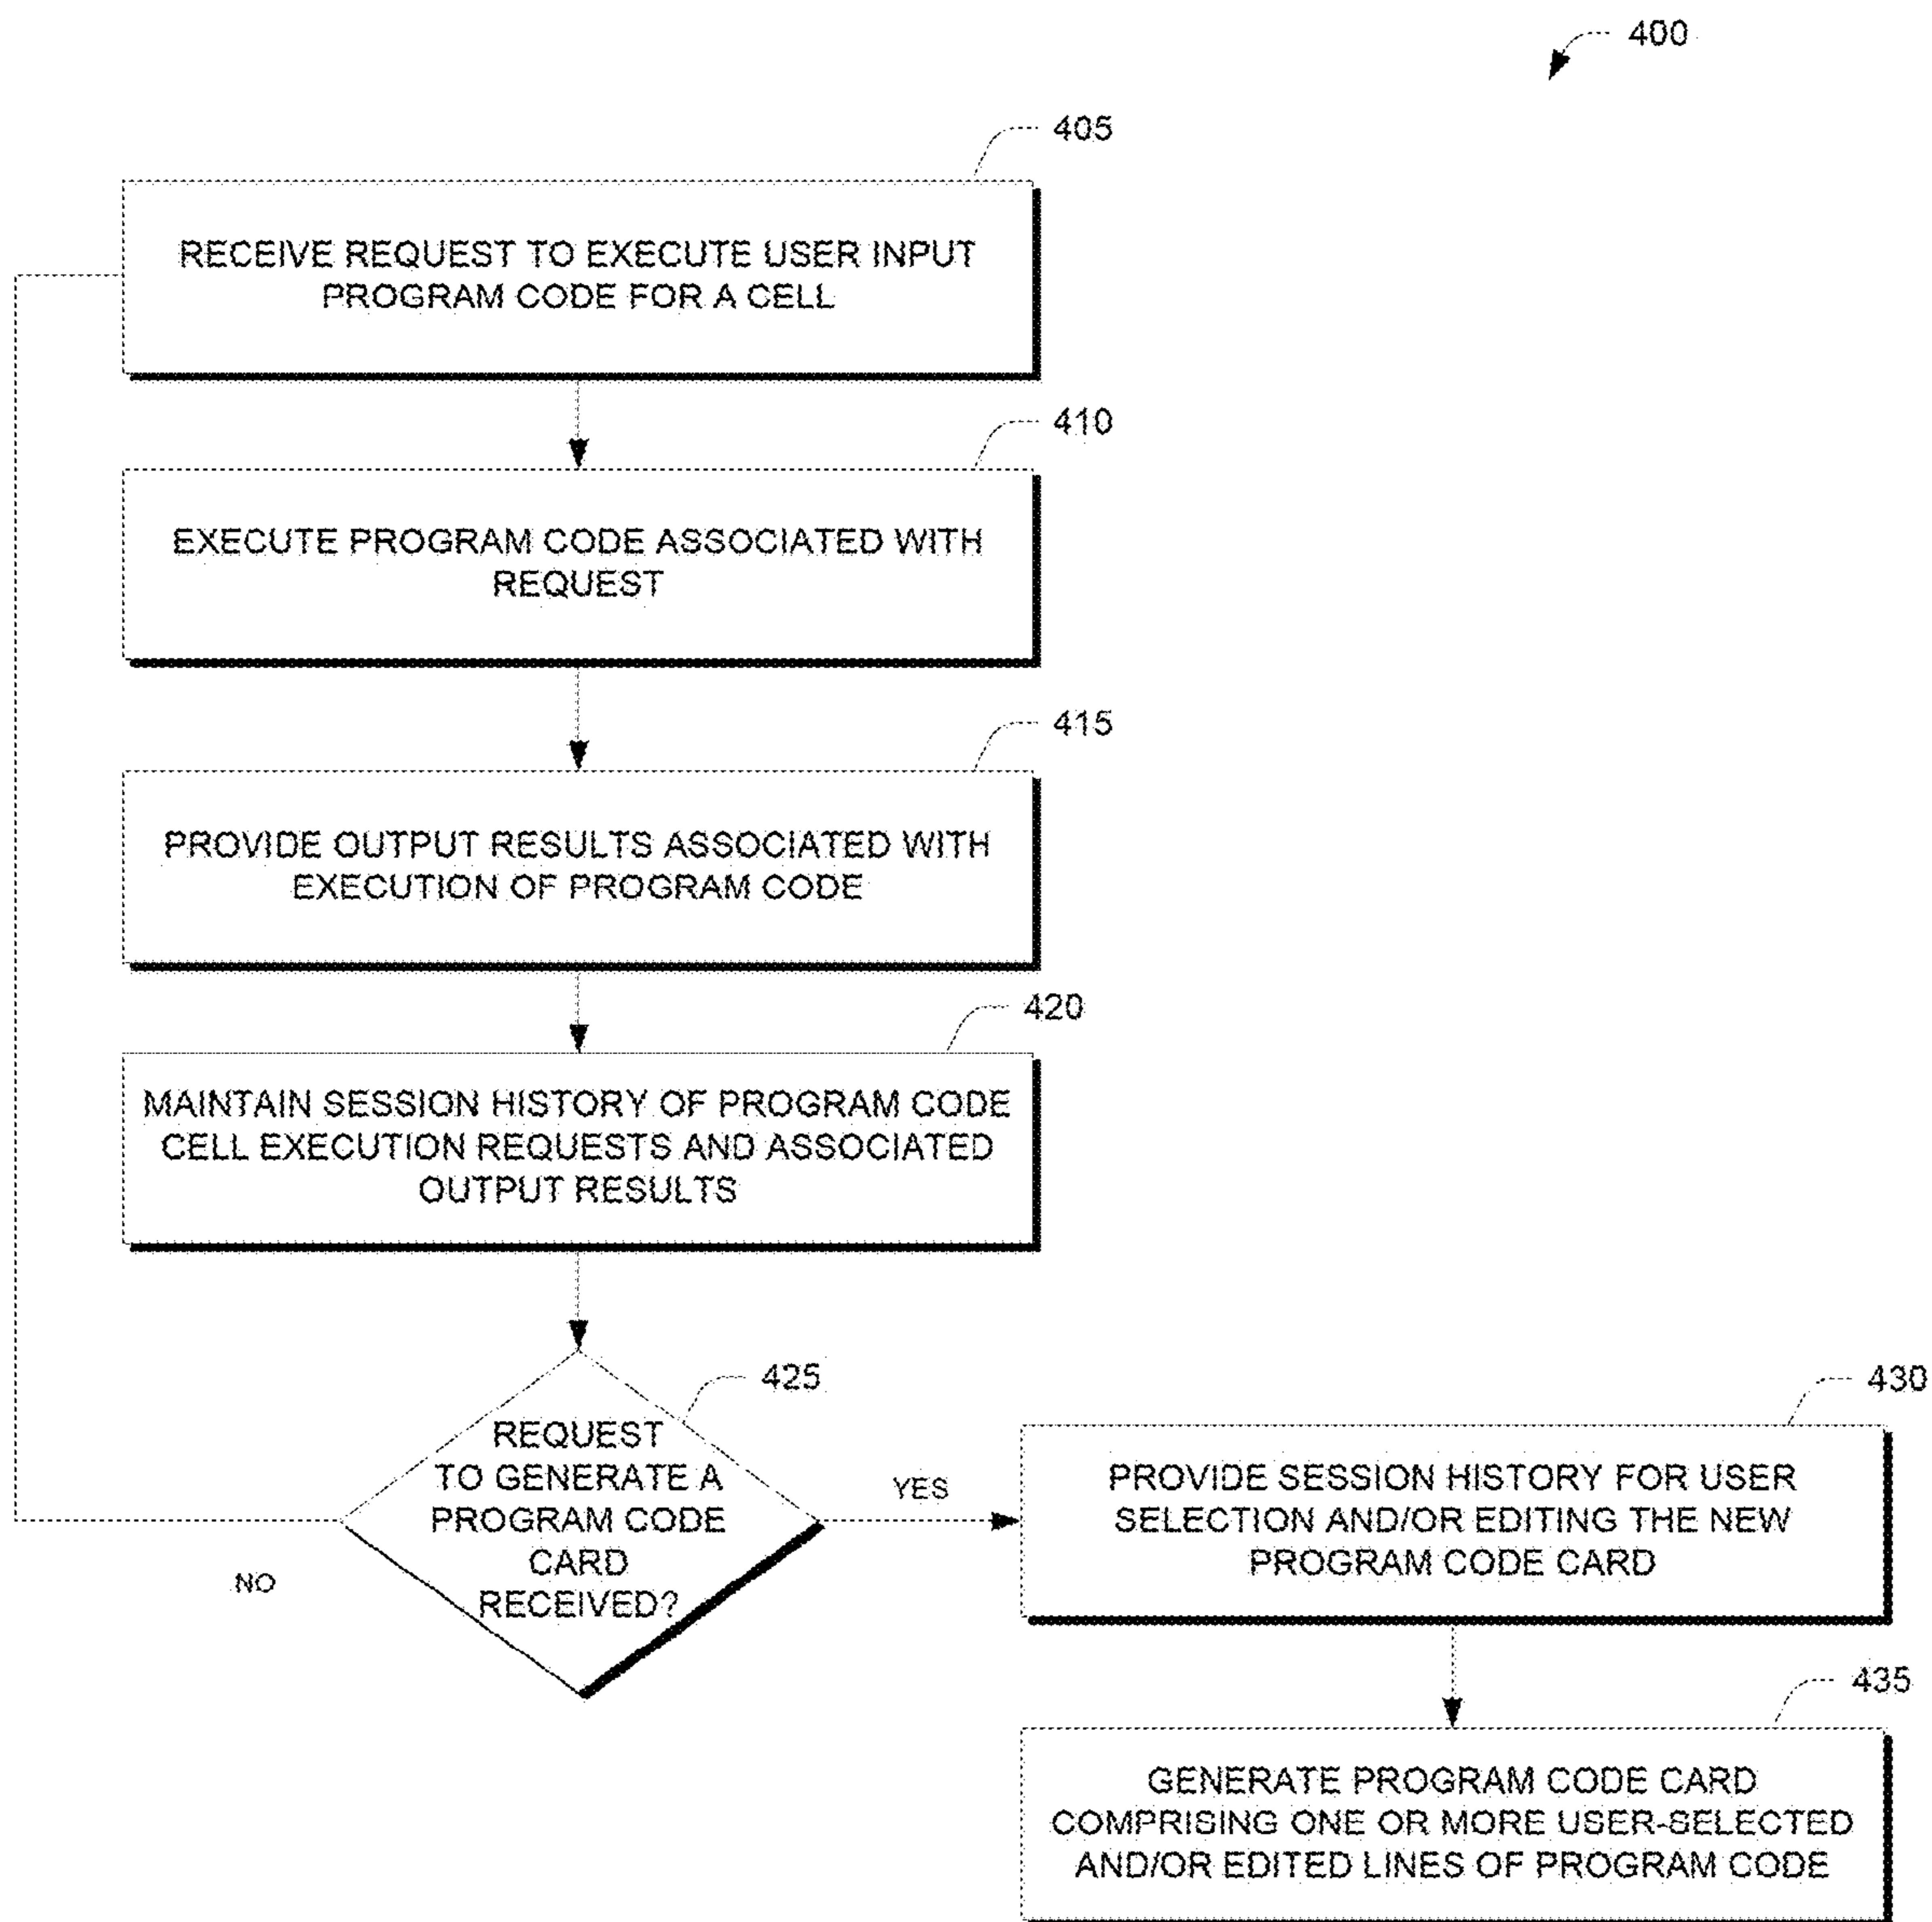 400
405
RECEIVE REQUEST TO EXECUTE USER INPUT
PROGRAM CODE FOR A CELL
410
EXECUTE PROGRAM CODE ASSOCIATED WITH
REQUEST
415
PROVIDE OUTPUT RESULTS ASSOCIATED WITH
EXECUTION OF PROGRAM CODE
420
MAINTAIN SESSION HISTORY OF PROGRAM CODE
CELL EXECUTION REQUESTS AND ASSOCIATED
OUTPUT RESULTS
425
REQUEST
TO GENERATE A
PROGRAM CODE
CARD
RECEIVED?
NO
YES
430
PROVIDE SESSION HISTORY FOR USER
SELECTION AND/OR EDITING THE NEW
PROGRAM CODE CARD
435
GENERATE PROGRAM CODE CARD
COMPRISING ONE OR MORE USER-SELECTED
AND/OR EDITED LINES OF PROGRAM CODE